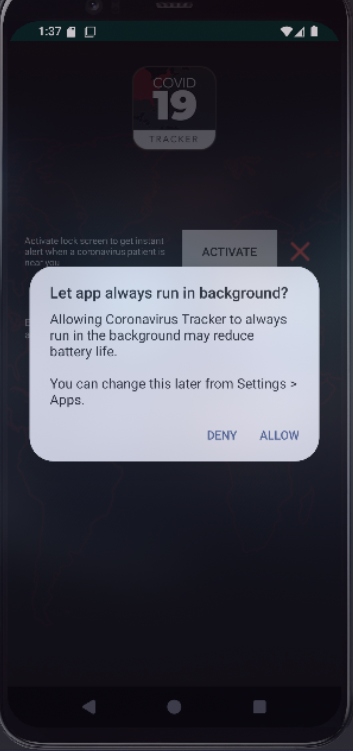 1:37
COVID
19
TRACKER
Activate lock screen to get instant
alert when a coronavirus patient is
near you
ACTIVATE
Let app always run in background?
Allowing Coronavirus Tracker to always
run in the background may reduce
battery life.
You can change this later from Settings >
Apps.
DENY
ALLOW